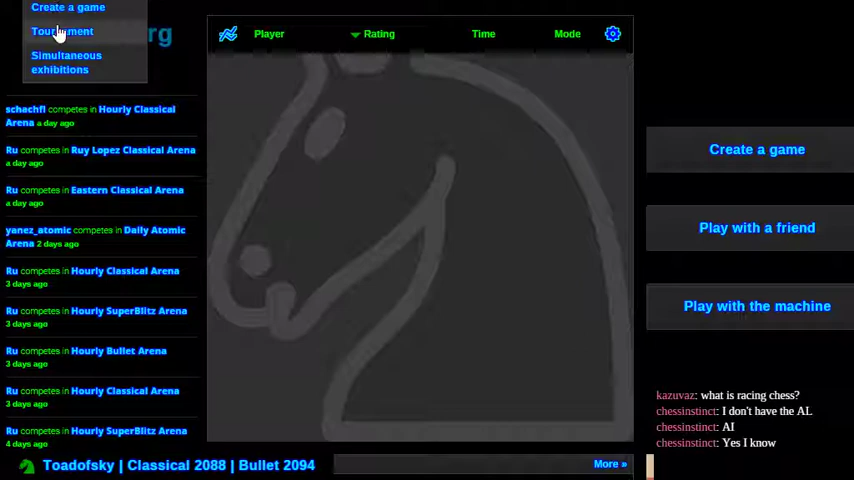 Create a game
Tournament
rg
Simultaneous
exhibitions
Player
Rating
Time
Mode
schachfl competes in Hourly Classical
Arena a day ago
Ru competes in Ruy Lopez Classical Arena
a day ago
Ru competes in Eastern Classical Arena
a day ago
yanez_atomic competes in Daily Atomic
Arena 2 days ago
Ru competes in Hourly Classical Arena
3 days ago
Ru competes in Hourly SuperBlitz Arena
3 days ago
Ru competes in Hourly Bullet Arena
3 days ago
Ru competes in Hourly Classical Arena
3 days ago
Ru competes in Hourly SuperBlitz Arena
4 days ago
Create a game
Play with a friend
Play with the machine
kazuvaz: what is racing chess?
chessinstinct: I don't have the AL
chessinstinct: AI
chessinstinct: Yes I know
Toadofsky | Classical 2088 | Bullet 2094
More »